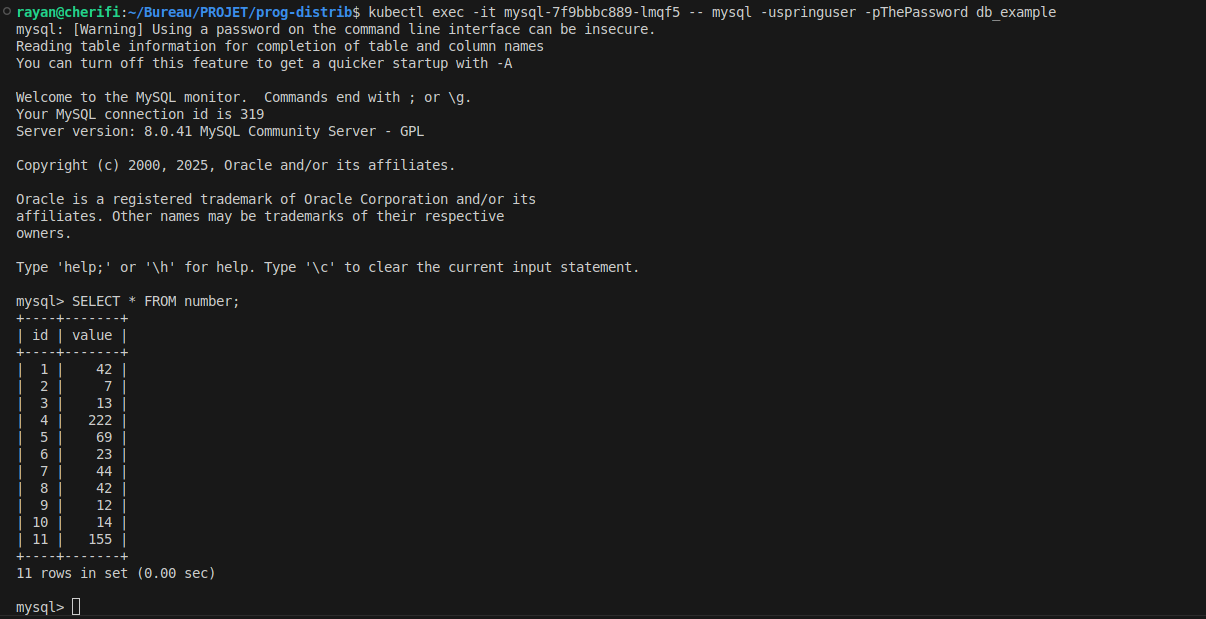 rayan@cherifi:~/Bureau/PROJET/prog-distrib$ kubectl exec -it mysql-7f9bbbc889-lmqf5 -- mysql -uspringuser -pThePassword db_example
mysql: [Warning] Using a password on the command line interface can be insecure.
Reading table information for completion of table and column names
You can turn off this feature to get a quicker startup with -A

Welcome to the MySQL monitor.  Commands end with ; or \g.
Your MySQL connection id is 319
Server version: 8.0.41 MySQL Community Server - GPL

Copyright (c) 2000, 2025, Oracle and/or its affiliates.

Oracle is a registered trademark of Oracle Corporation and/or its
affiliates. Other names may be trademarks of their respective
owners.

Type 'help;' or '\h' for help. Type '\c' to clear the current input statement.

mysql> SELECT * FROM number;
+----+-------+
| id | value |
+----+-------+
|  1 |    42 |
|  2 |     7 |
|  3 |    13 |
|  4 |   222 |
|  5 |    69 |
|  6 |    23 |
|  7 |    44 |
|  8 |    42 |
|  9 |    12 |
| 10 |    14 |
| 11 |   155 |
+----+-------+
11 rows in set (0.00 sec)

mysql>